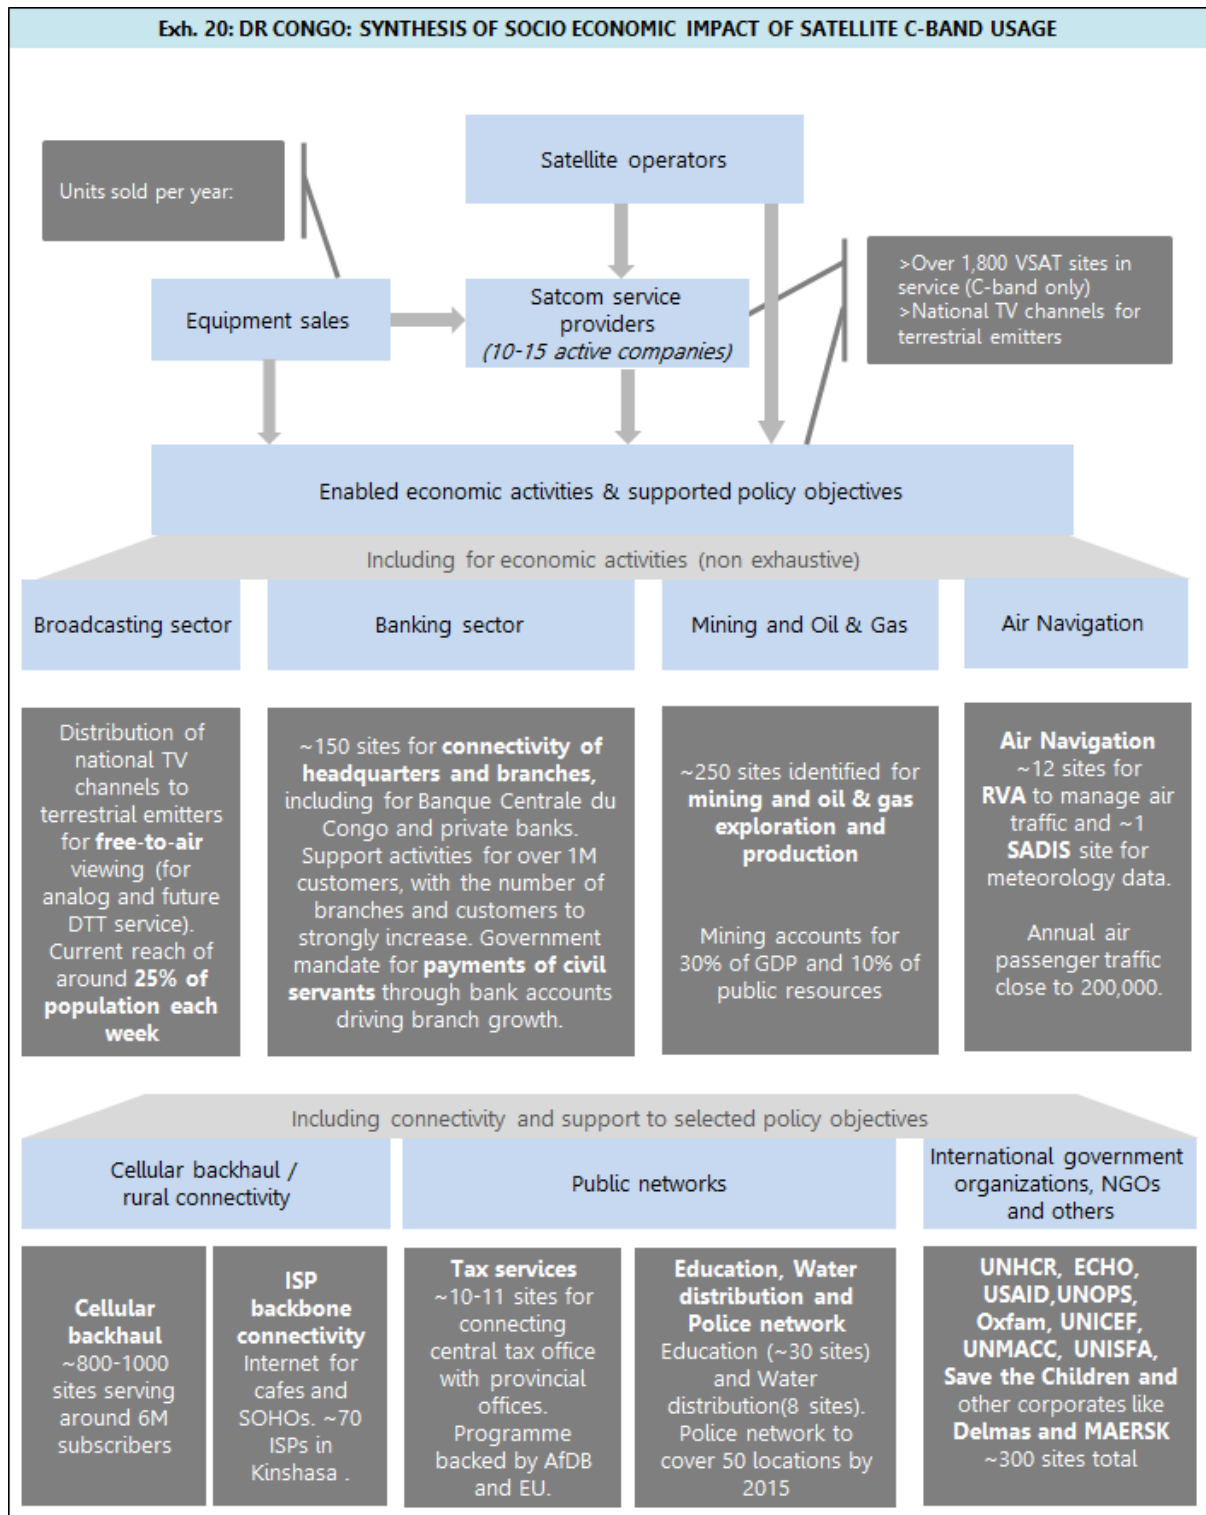 Exh. 20: DR CONGO: SYNTHESIS OF SOCIO ECONOMIC IMPACT OF SATELLITE C-BAND USAGE
Units sold per year:
Satellite operators
>Over 1,800 VSAT sites in
service (C-band only)
>National TV channels for
terrestrial emitters
Equipment sales
Satcom service
providers
(10-15 active companies)
Enabled economic activities & supported policy objectives
Including for economic activities (non exhaustive)
Broadcasting sector
Banking sector
Mining and Oil & Gas
Air Navigation
Distribution of
national TV
channels to
terrestrial emitters
for free-to-air
viewing (for
analog and future
DTT service).
Current reach of
around 25% of
population each
week
~150 sites for connectivity of
headquarters and branches,
including for Banque Centrale du
Congo and private banks.
Support activities for over 1M
customers, with the number of
branches and customers to
strongly increase. Government
mandate for payments of civil
servants through bank accounts
driving branch growth.
~250 sites identified for
mining and oil & gas
exploration and
production
Mining accounts for
30% of GDP and 10% of
public resources
Air Navigation
~12 sites for
RVA to manage air
traffic and ~1
SADIS site for
meteorology data.
Annual air
passenger traffic
close to 200,000.
Including connectivity and support to selected policy objectives
Cellular backhaul /
rural connectivity
Public networks
International government
organizations, NGOs
and others
Cellular
backhaul
~800-1000
sites serving
around 6M
subscribers
ISP
backbone
connectivity
Internet for
cafes and
SOHOs. ~70
ISPs in
Kinshasa .
Tax services
~10-11 sites for
connecting
central tax office
with provincial
offices.
Programme
backed by AfDB
and EU.
Education, Water
distribution and
Police network
Education (~30 sites)
and Water
distribution(8 sites).
Police network to
cover 50 locations by
2015
UNHCR, ECHO,
USAID,UNOPS,
Oxfam, UNICEF,
UNMACC, UNISFA,
Save the Children and
other corporates like
Delmas and MAERSK
~300 sites total